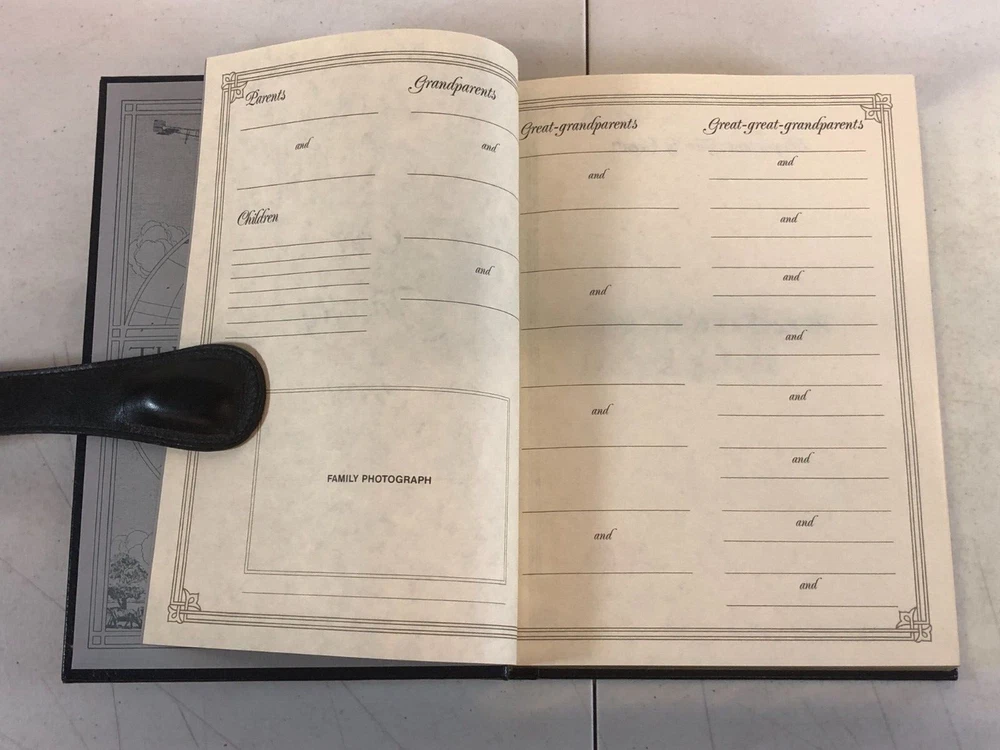 Parents
and
Children
Grandparents
and
and
FAMILY PHOTOGRAPH
Great-grandparents
and
and
and
and
Great-great-grandparents
and
and
and
and
and
and
and
and